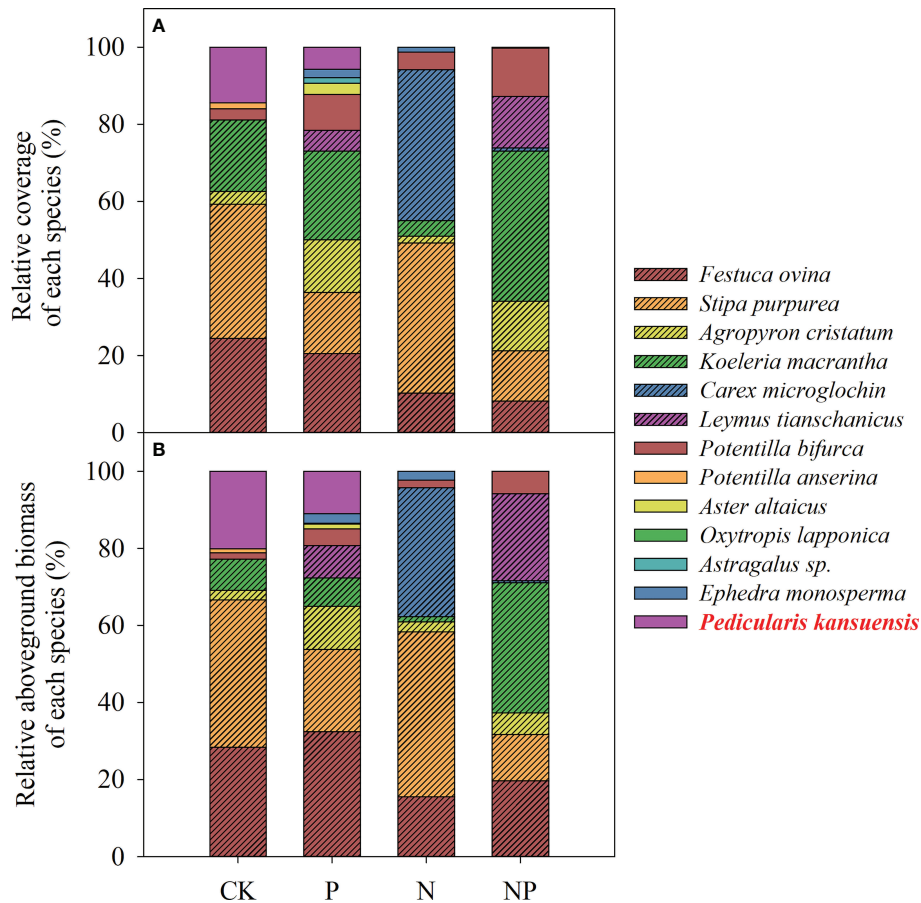 A
100
80
60
40
20
0
Relative coverage
of each species (%)
B
100
80
60
40
20
0
Relative aboveground biomass
of each species (%)
CK P N NP
Festuca ovina
Stipa purpurea
Agropyron cristatum
Koeleria macrantha
Carex microglochin
Leymus tianschanicus
Potentilla bifurca
Potentilla anserina
Aster altaicus
Oxytropis lapponica
Astragalus sp.
Ephedra monosperma
Pedicularis kansuensis